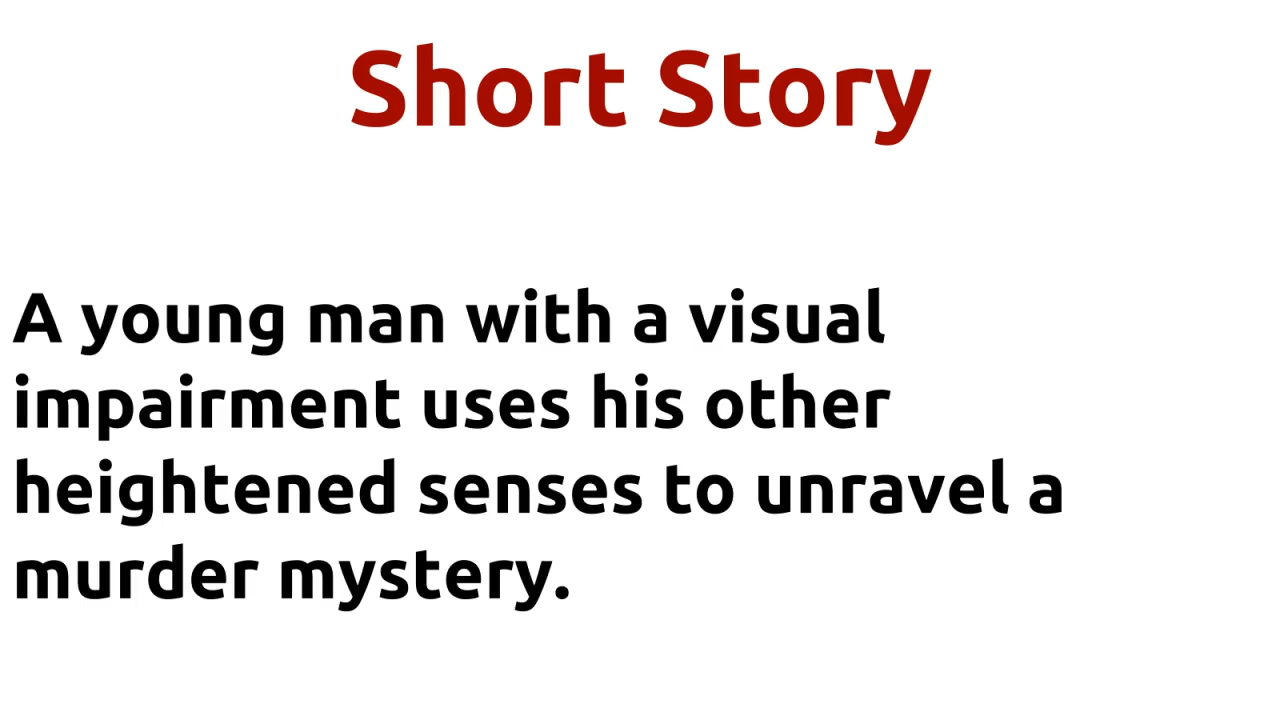 Short Story
A young man with a visual
impairment uses his other
heightened senses to unravel a
murder mystery.